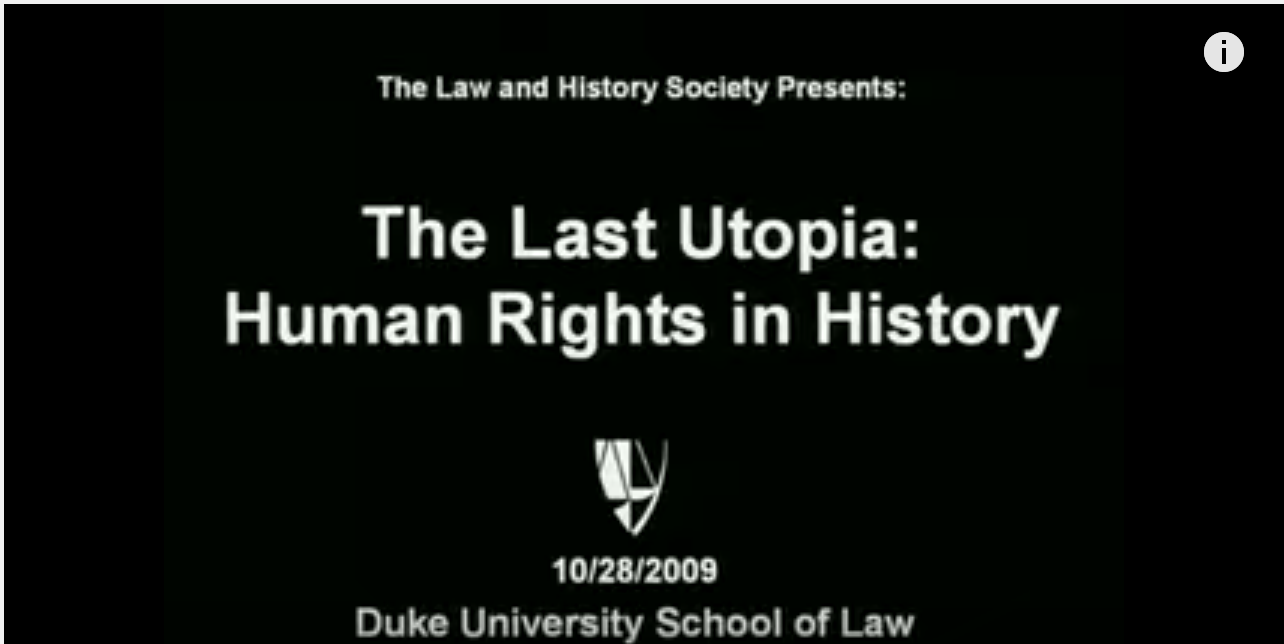 The Law and History Society Presents:
The Last Utopia:
Human Rights in History
10/28/2009
Duke University School of Law